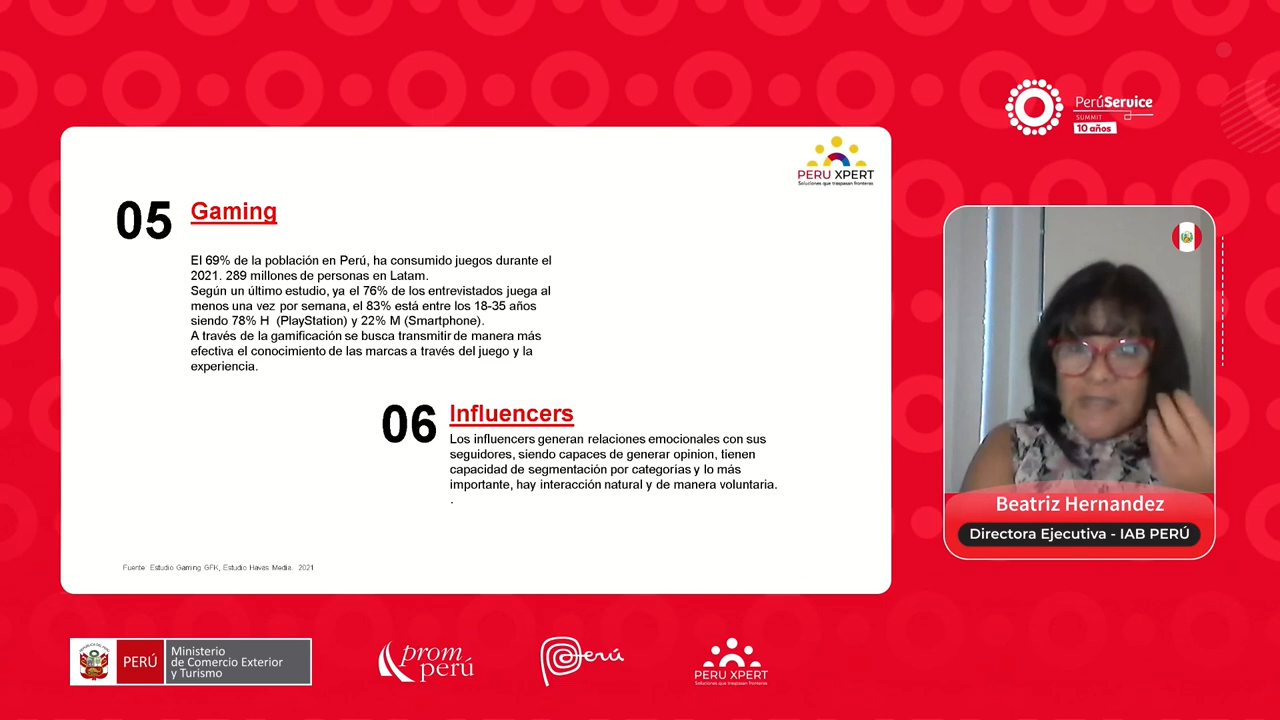 PerúService
SUMMIT
10 años
PERU XPERT
Soluciones que traspasan fronteras
05 Gaming
El 69% de la población en Perú, ha consumido juegos durante el
2021. 289 millones de personas en Latam.
Según un último estudio, ya el 76% de los entrevistados juega al
menos una vez por semana, el 83% está entre los 18-35 años
siendo 78% H (PlayStation) y 22% M (Smartphone).
A través de la gamificación se busca transmitir de manera más
efectiva el conocimiento de las marcas a través del juego y la
experiencia.
06 Influencers
Los influencers generan relaciones emocionales con sus
seguidores, siendo capaces de generar opinion, tienen
capacidad de segmentación por categorías y lo más
importante, hay interacción natural y de manera voluntaria.
.
Fuente: Estudio Gaming GFK, Estudio Havas Media. 2021
Beatriz Hernandez
Directora Ejecutiva - IAB PERÚ
PERÚ
Ministerio
de Comercio Exterior
y Turismo
prom
perú
Perú
PERU XPERT
Soluciones que traspasan fronteras